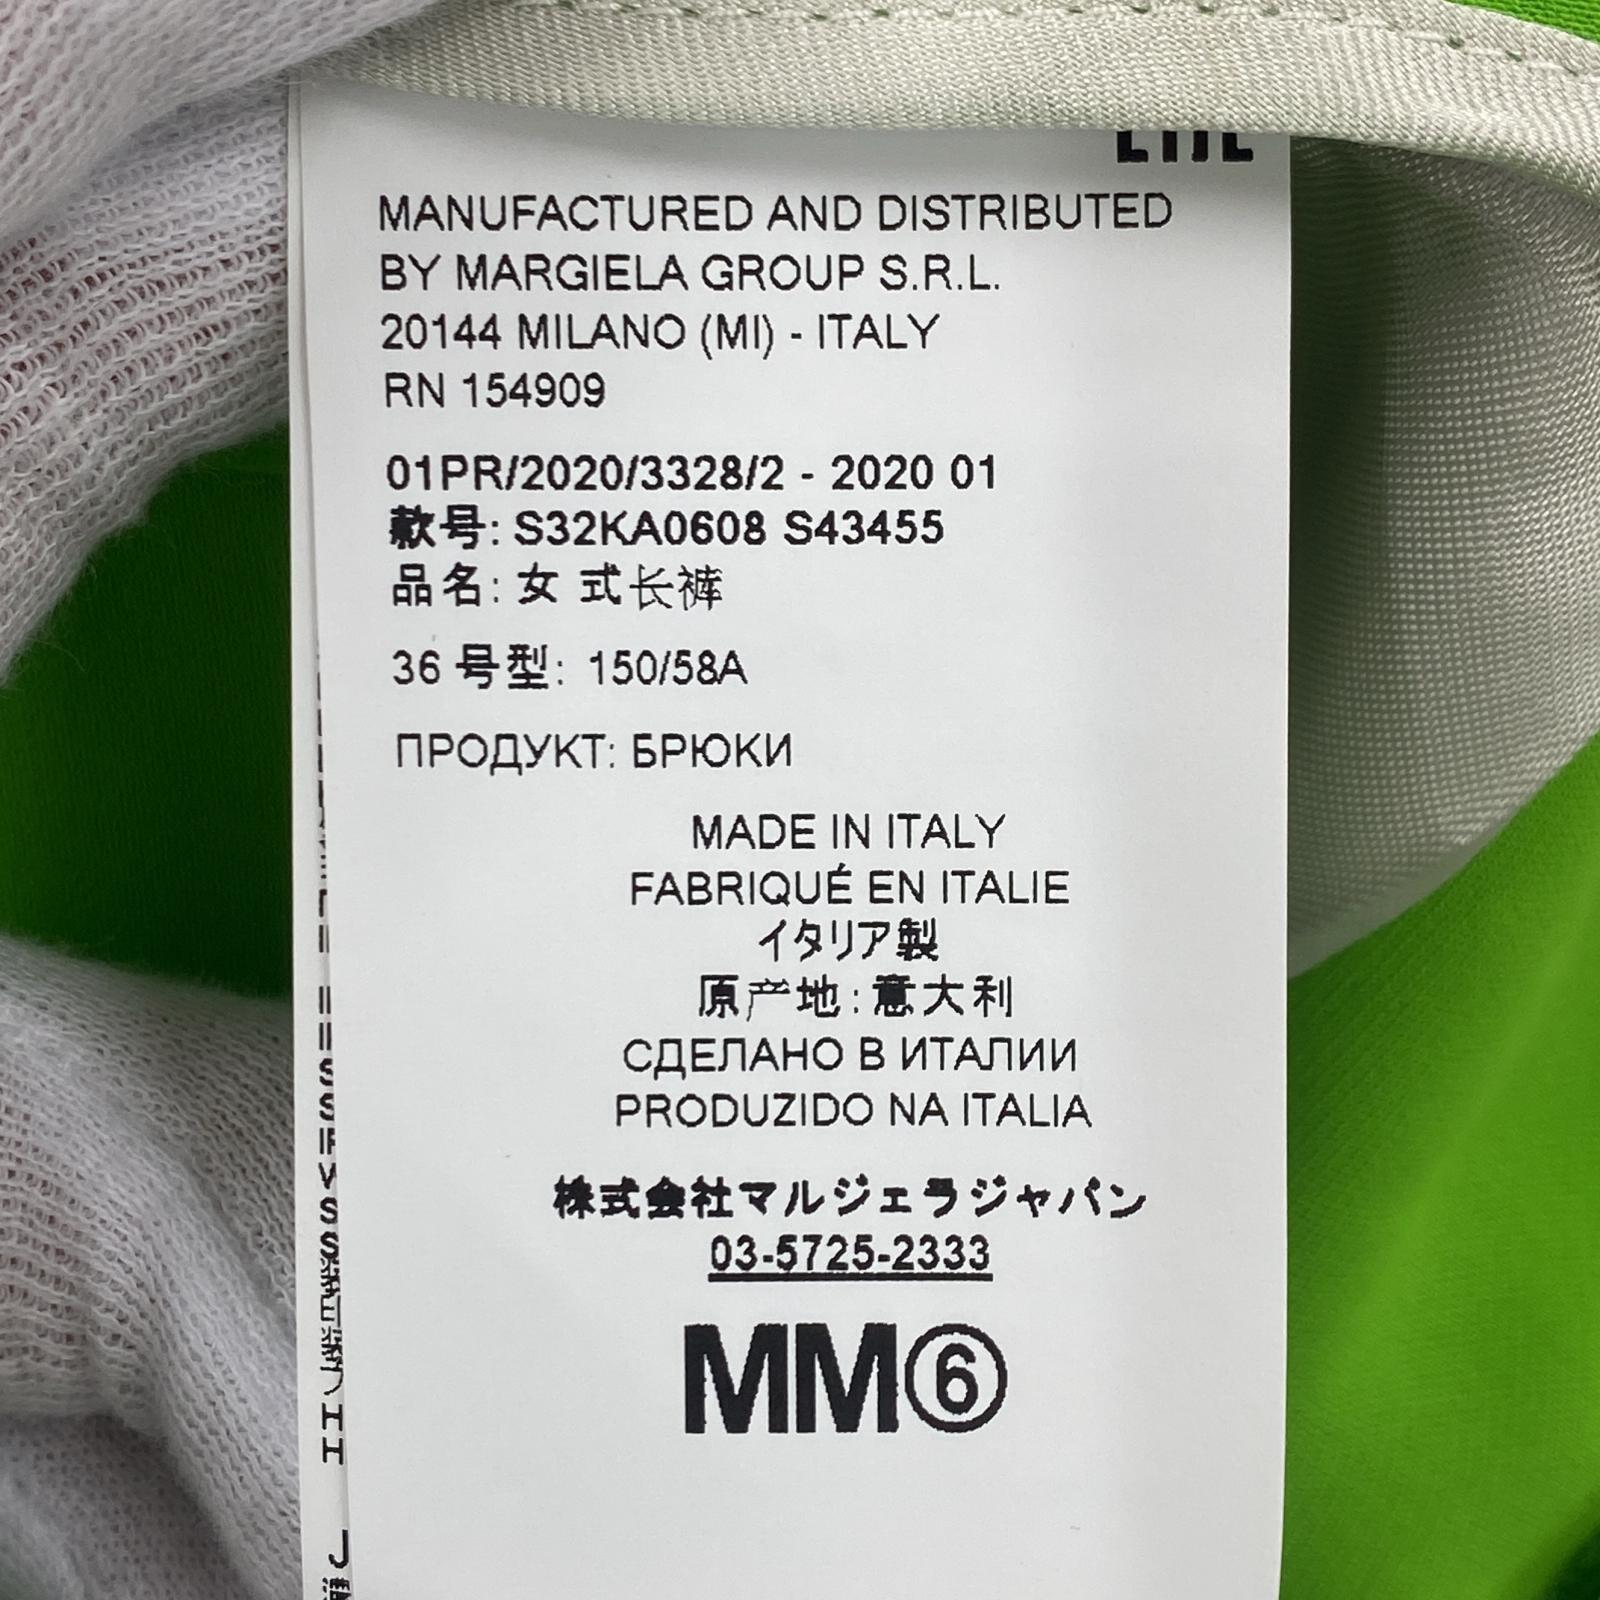 MANUFACTURED AND DISTRIBUTED
BY MARGIELA GROUP S.R.L.
20144 MILANO (MI) - ITALY
RN 154909
01PR/2020/3328/2 - 2020 01
款号: S32KA0608 S43455
品名: 女 式长裤
36 号型: 150/58A
ПРОДУКТ: БРЮКИ
MADE IN ITALY
FABRIQUÉ EN ITALIE
イタリア製
原产地: 意大利
СДЕЛАНО В ИТАЛИИ
PRODUZIDO NA ITALIA
株式会社マルジェラジャパン
03-5725-2333
MM⑥